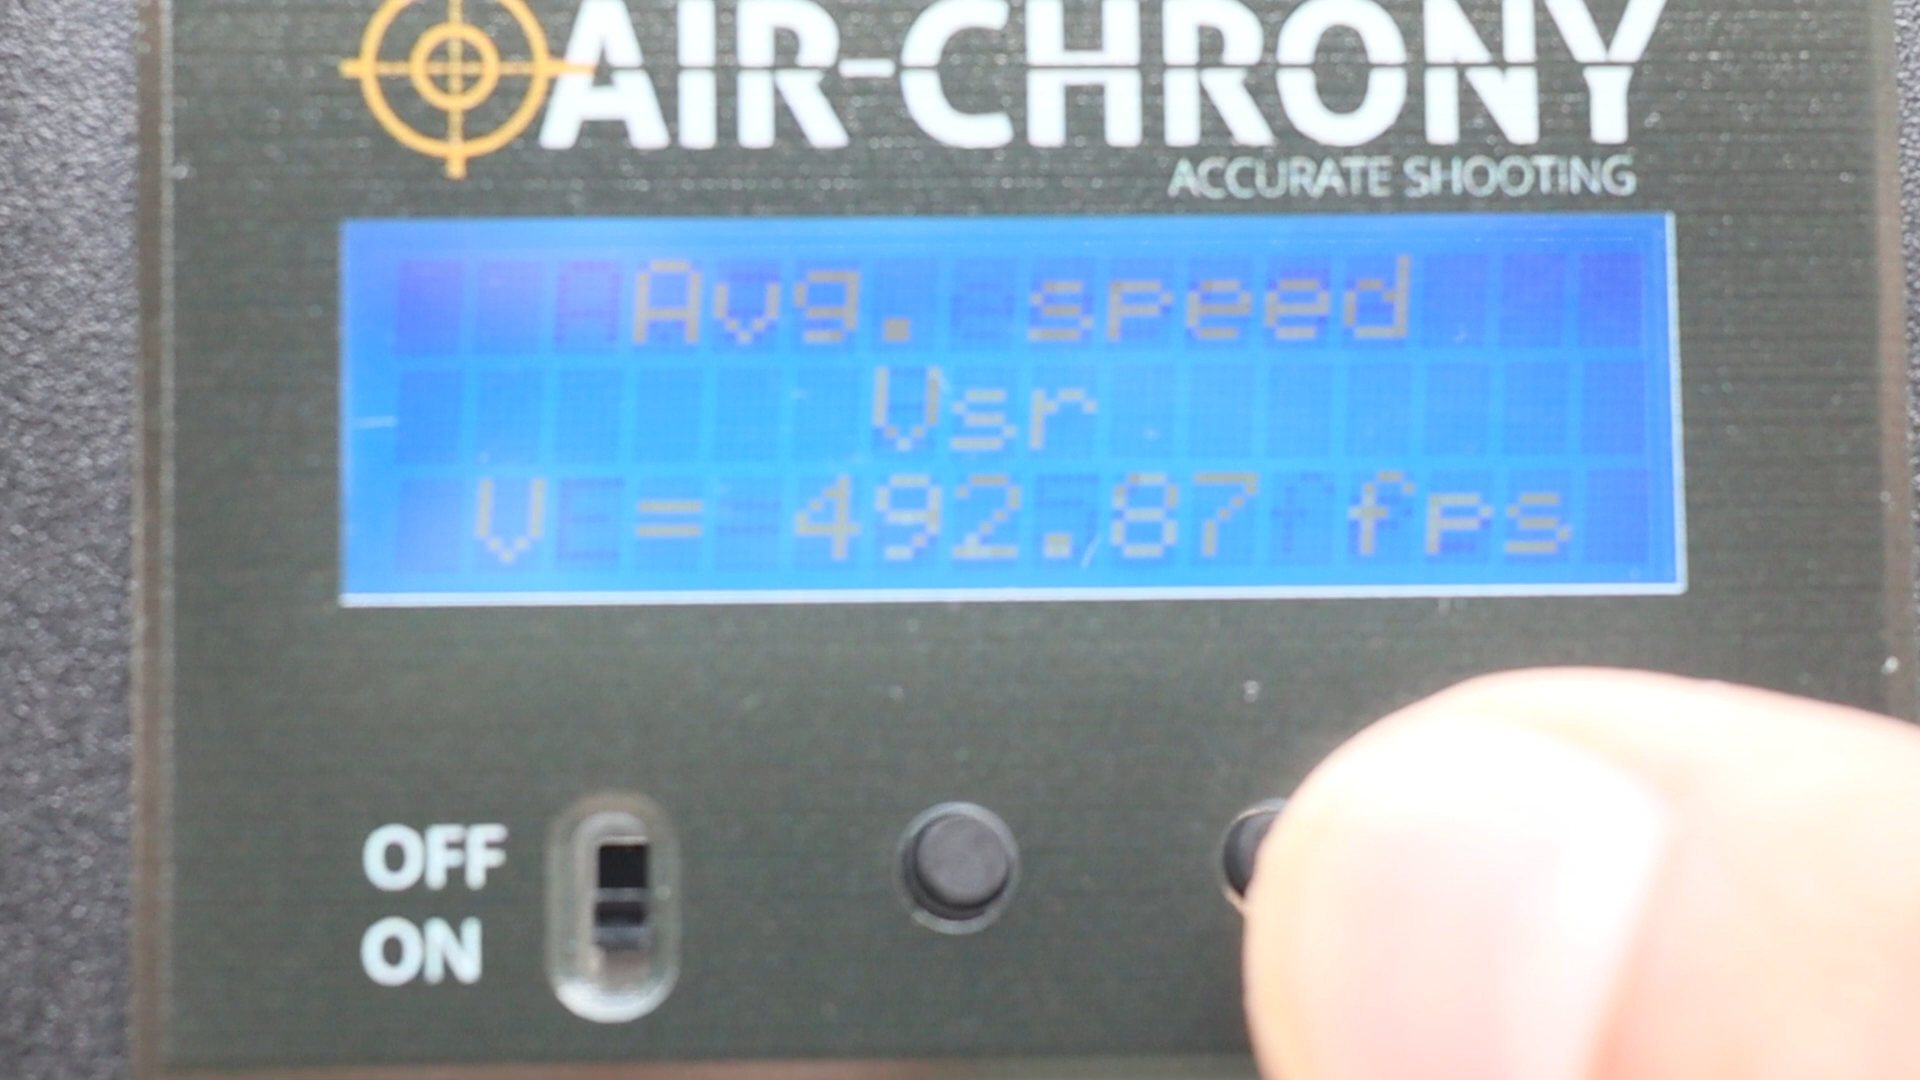 AIR-CHRONY
ACCURATE SHOOTING
Avg. speed
Vsr
V = 492.87 fps
OFF
ON